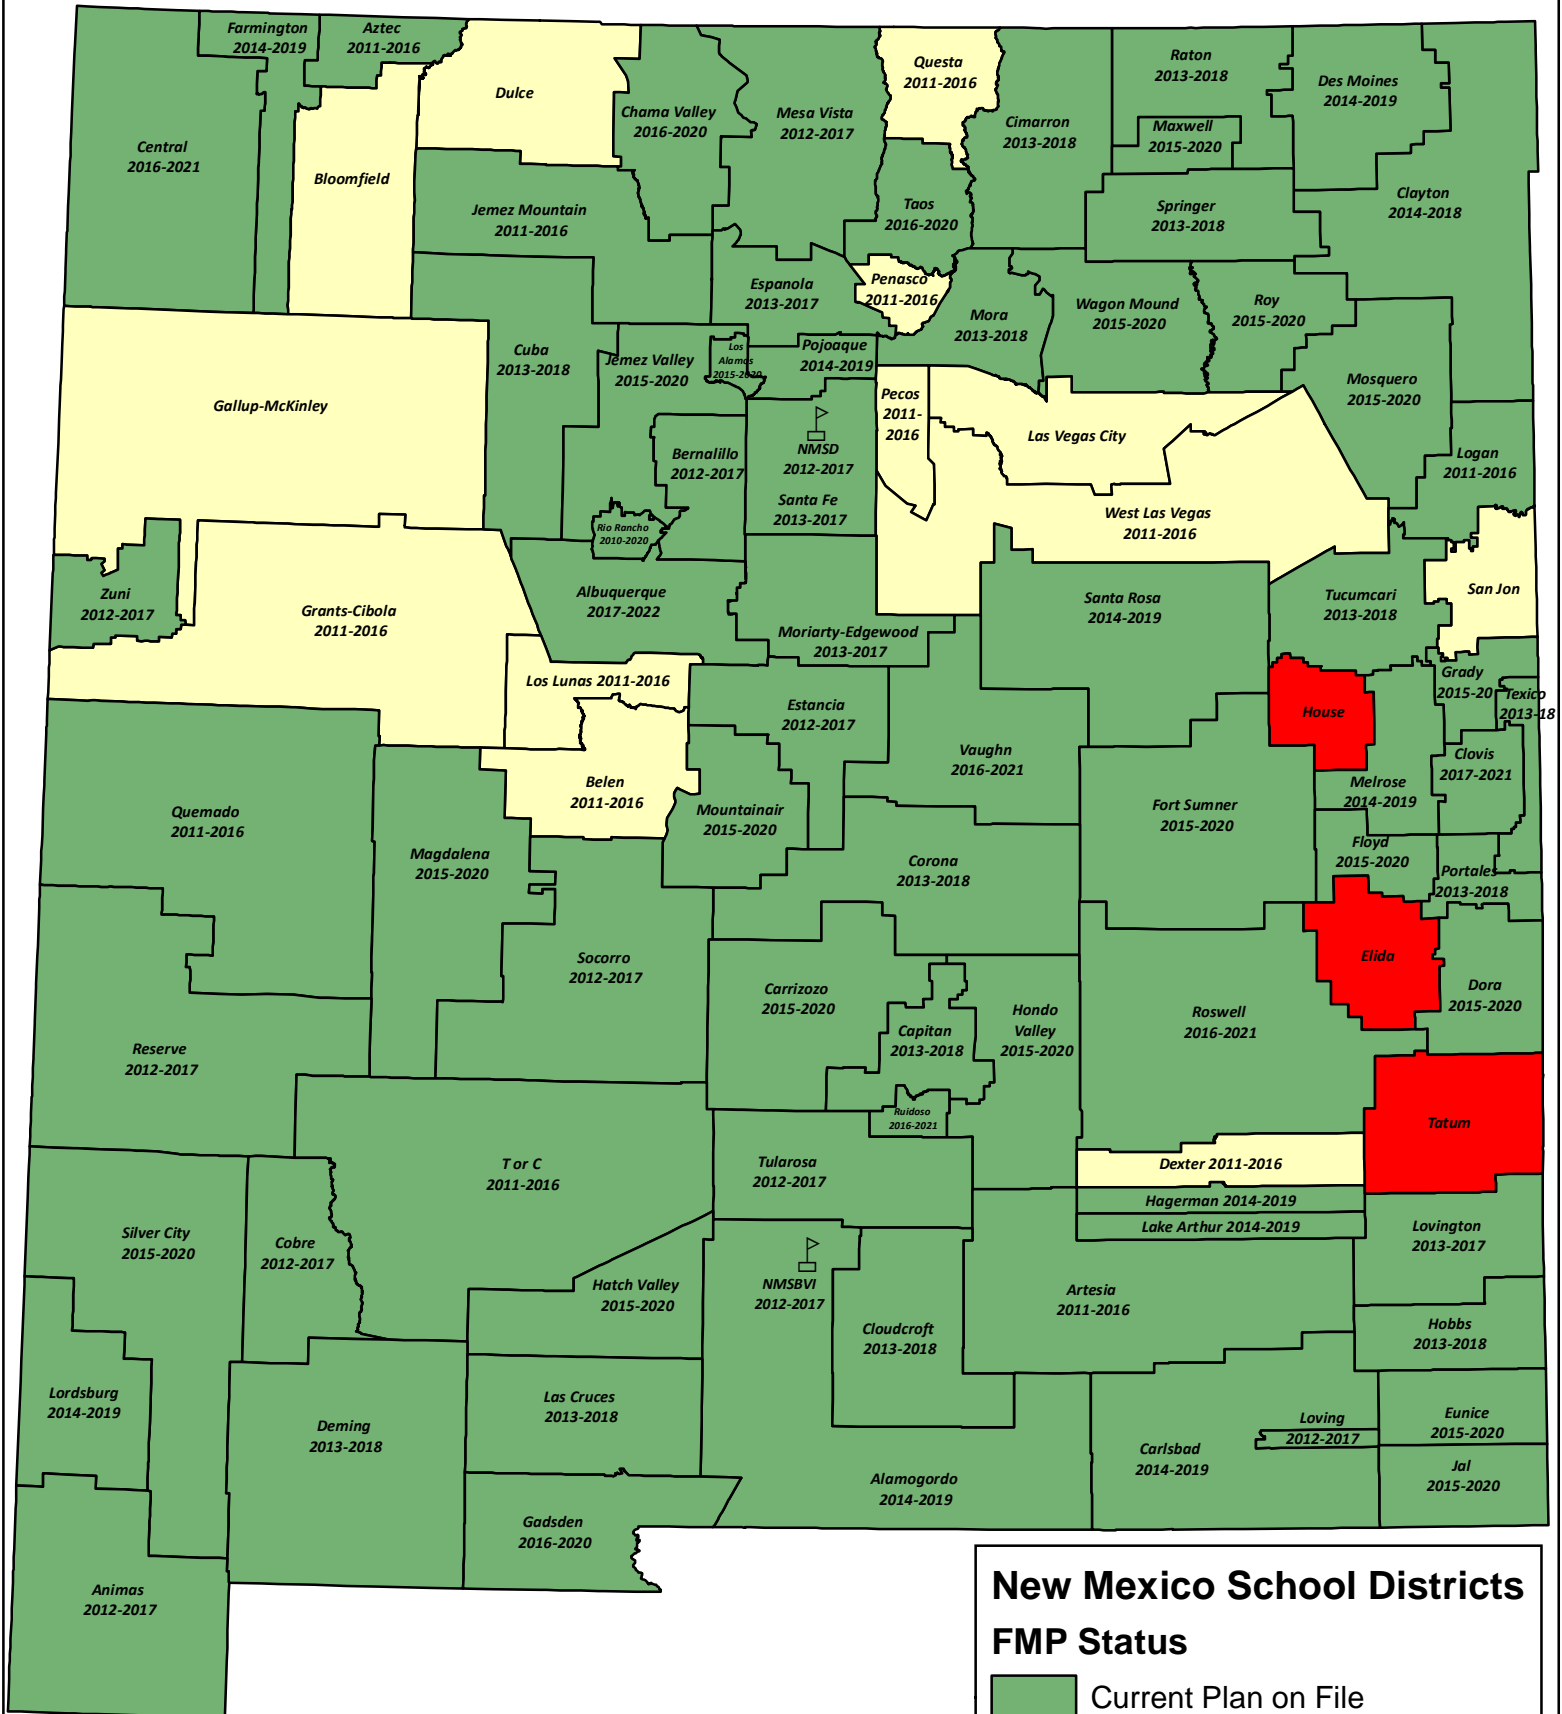 Farmington
2014-2019
Aztec
2011-2016
Dulce
Chama Valley
2016-2020
Mesa Vista
2012-2017
Questa
2011-2016
Cimarron
2013-2018
Raton
2013-2018
Maxwell
2015-2020
Des Moines
2014-2019
Central
2016-2021
Bloomfield
Jemez Mountain
2011-2016
Taos
2016-2020
Springer
2013-2018
Clayton
2014-2018
Espanola
2013-2017
Penasco
2011-2016
Mora
2013-2018
Wagon Mound
2015-2020
Roy
2015-2020
Gallup-McKinley
Cuba
2013-2018
Jemez Valley
2015-2020
Los
Alamos
2015-2020
Pojoaque
2014-2019
Pecos
2011-
2016
Las Vegas City
Mosquero
2015-2020
Bernalillo
2012-2017
NMSD
2012-2017
Santa Fe
2013-2017
West Las Vegas
2011-2016
Logan
2011-2016
Rio Rancho
2010-2020
Zuni
2012-2017
Grants-Cibola
2011-2016
Albuquerque
2017-2022
Moriarty-Edgewood
2013-2017
Santa Rosa
2014-2019
Tucumcari
2013-2018
San Jon
Los Lunas 2011-2016
Estancia
2012-2017
House
Grady
2015-20
Texico
2013-18
Quemado
2011-2016
Belen
2011-2016
Mountainair
2015-2020
Vaughn
2016-2021
Fort Sumner
2015-2020
Melrose
2014-2019
Clovis
2017-2021
Magdalena
2015-2020
Corona
2013-2018
Floyd
2015-2020
Portales
2013-2018
Socorro
2012-2017
Carrizozo
2015-2020
Capitan
2013-2018
Hondo
Valley
2015-2020
Roswell
2016-2021
Elida
Dora
2015-2020
Reserve
2012-2017
Ruidoso
2016-2021
Tatum
T or C
2011-2016
Tularosa
2012-2017
Dexter 2011-2016
Hagerman 2014-2019
Lake Arthur 2014-2019
Lovington
2013-2017
Silver City
2015-2020
Cobre
2012-2017
Hatch Valley
2015-2020
NMSBVI
2012-2017
Cloudcroft
2013-2018
Artesia
2011-2016
Hobbs
2013-2018
Lordsburg
2014-2019
Deming
2013-2018
Las Cruces
2013-2018
Alamogordo
2014-2019
Carlsbad
2014-2019
Loving
2012-2017
Eunice
2015-2020
Jal
2015-2020
Gadsden
2016-2020
Animas
2012-2017
New Mexico School Districts
FMP Status
Current Plan on File